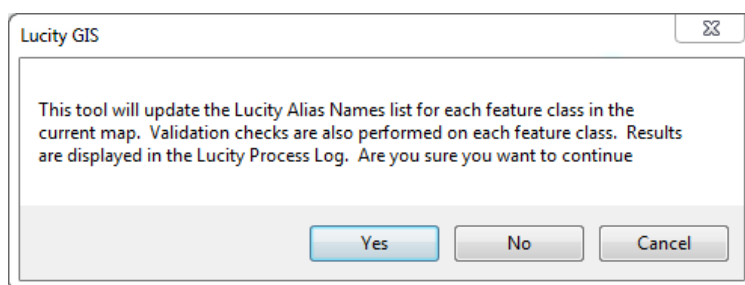 Lucity GIS
This tool will update the Lucity Alias Names list for each feature class in the
current map.  Validation checks are also performed on each feature class.  Results
are displayed in the Lucity Process Log.  Are you sure you want to continue
Yes No Cancel